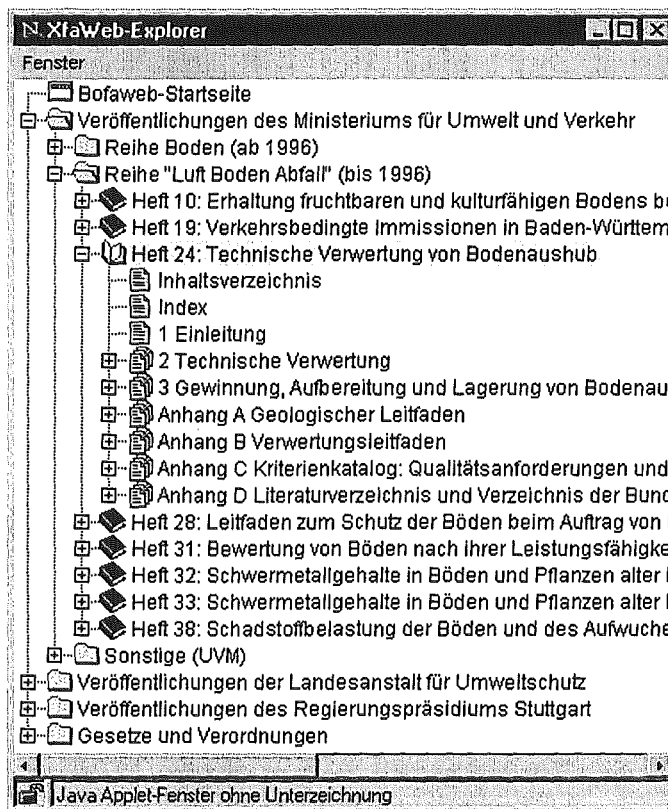 XfaWeb-Explorer
Fenster
Bofaweb-Startseite
Veröffentlichungen des Ministeriums für Umwelt und Verkehr
Reihe Boden (ab 1996)
Reihe "Luft Boden Abfall" (bis 1996)
Heft 10: Erhaltung fruchtbaren und kulturfähigen Bodens be
Heft 19: Verkehrsbedingte Immissionen in Baden-Württem
Heft 24: Technische Verwertung von Bodenaushub
Inhaltsverzeichnis
Index
1 Einleitung
2 Technische Verwertung
3 Gewinnung, Aufbereitung und Lagerung von Bodenau
Anhang A Geologischer Leitfaden
Anhang B Verwertungsleitfaden
Anhang C Kriterienkatalog: Qualitätsanforderungen und
Anhang D Literaturverzeichnis und Verzeichnis der Bund
Heft 28: Leitfaden zum Schutz der Böden beim Auftrag von
Heft 31: Bewertung von Böden nach ihrer Leistungsfähigke
Heft 32: Schwermetallgehalte in Böden und Pflanzen alter
Heft 33: Schwermetallgehalte in Böden und Pflanzen alter
Heft 38: Schadstoffbelastung der Böden und des Aufwuche
Sonstige (UVM)
Veröffentlichungen der Landesanstalt für Umweltschutz
Veröffentlichungen des Regierungspräsidiums Stuttgart
Gesetze und Verordnungen
Java Applet-Fenster ohne Unterzeichnung